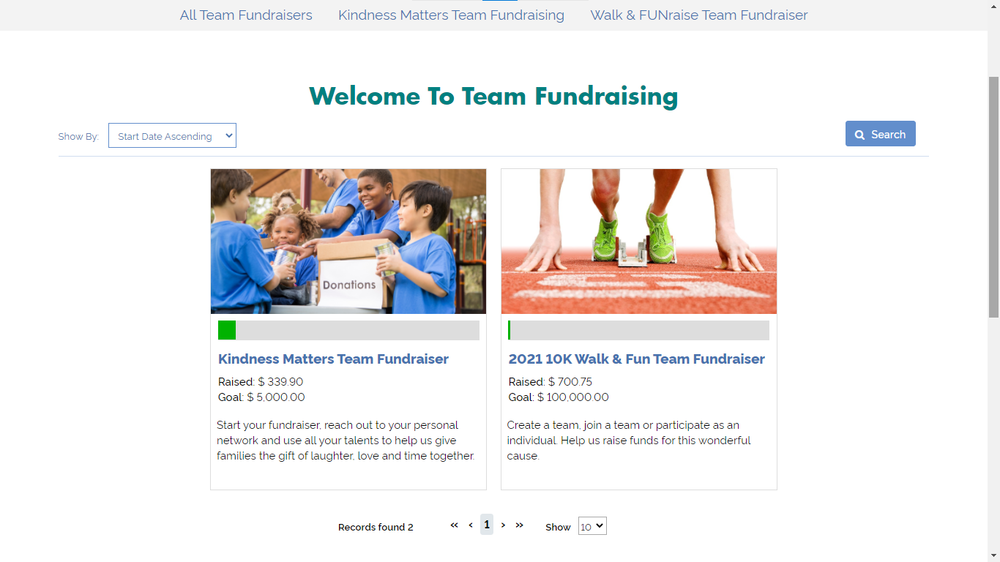 All Team Fundraisers Kindness Matters Team Fundraising Walk & FUNraise Team Fundraiser
Welcome To Team Fundraising
Show By: Start Date Ascending Search
Donations
Kindness Matters Team Fundraiser
Raised: $ 339.90
Goal: $ 5,000.00
Start your fundraiser, reach out to your personal
network and use all your talents to help us give
families the gift of laughter, love and time together.
2021 10K Walk & Fun Team Fundraiser
Raised: $ 700.75
Goal: $ 100,000.00
Create a team, join a team or participate as an
individual. Help us raise funds for this wonderful
cause.
Records found 2 « ‹ 1 › » Show 10